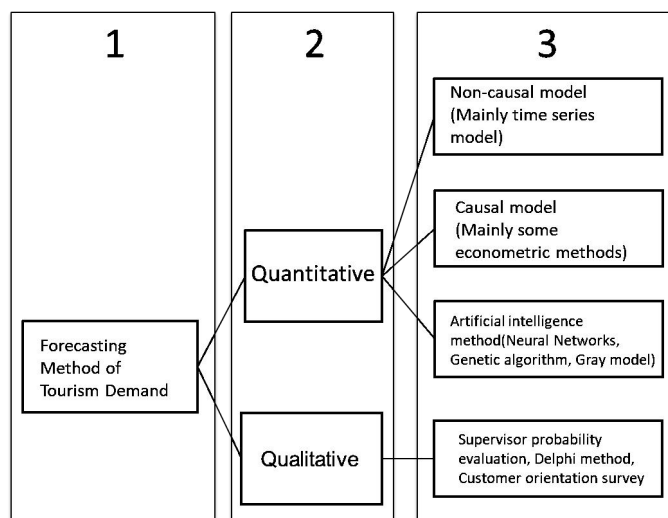 1
2
3
Forecasting
Method of
Tourism Demand
Quantitative
Qualitative
Non-causal model
(Mainly time series
model)
Causal model
(Mainly some
econometric methods)
Artificial intelligence
method(Neural Networks,
Genetic algorithm, Gray model)
Supervisor probability
evaluation, Delphi method,
Customer orientation survey